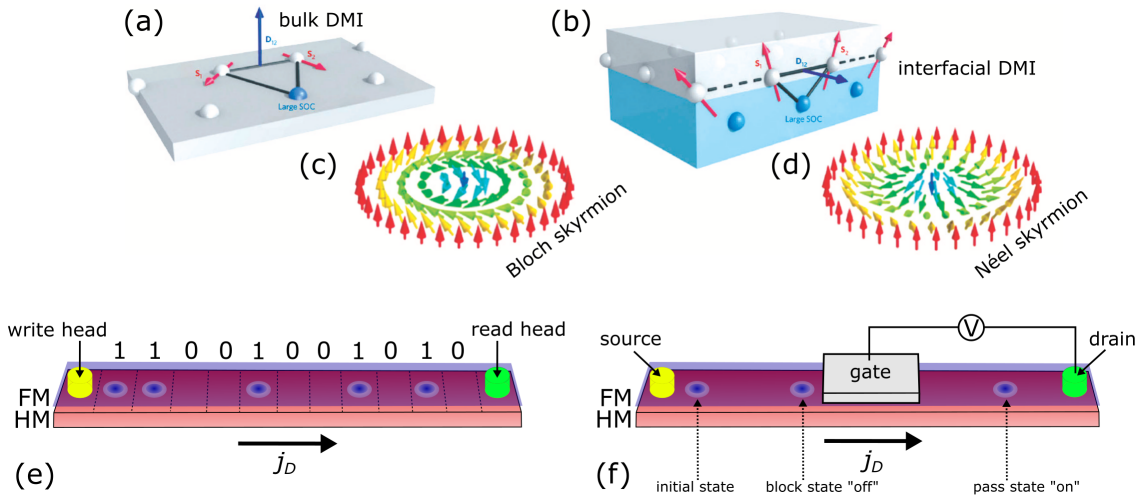 (a)
bulk DMI
D₁₂
S₁
S₂
Large SOC
(b)
interfacial DMI
S₁
D₁₂
S₂
Large SOC
(c)
Bloch skyrmion
(d)
Néel skyrmion
write head
read head
1 1 0 0 1 0 0 1 0 1 0
FM
HM
j_D
(e)
source
gate
V
drain
FM
HM
j_D
(f)
initial state
block state "off"
pass state "on"